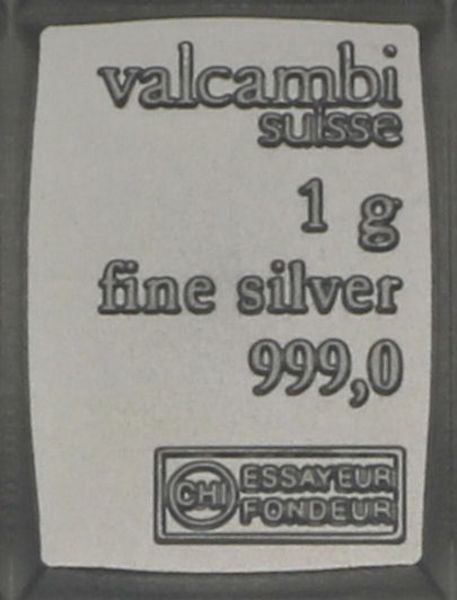 valcambi
suisse
1 g
fine silver
999,0
CHI ESSAYEUR
FONDEUR